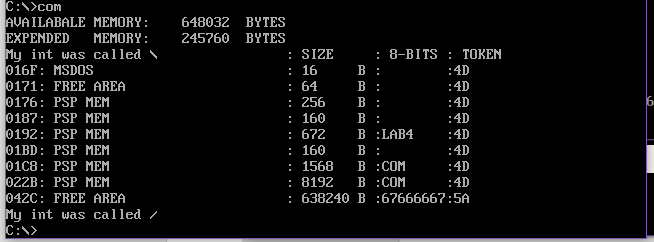 C:\>com
AVAILABALE MEMORY: 648032 BYTES
EXPENDED MEMORY: 245760 BYTES
My int was called \ : SIZE : 8-BITS : TOKEN
016F: MSDOS : 16 B : :4D
0171: FREE AREA : 64 B : :4D
0176: PSP MEM : 256 B : :4D
0187: PSP MEM : 160 B : :4D
0192: PSP MEM : 672 B :LAB4 :4D
01BD: PSP MEM : 160 B : :4D
01C8: PSP MEM : 1568 B :COM :4D
022B: PSP MEM : 8192 B :COM :4D
042C: FREE AREA : 638240 B :67666667:5A
My int was called /
C:\>